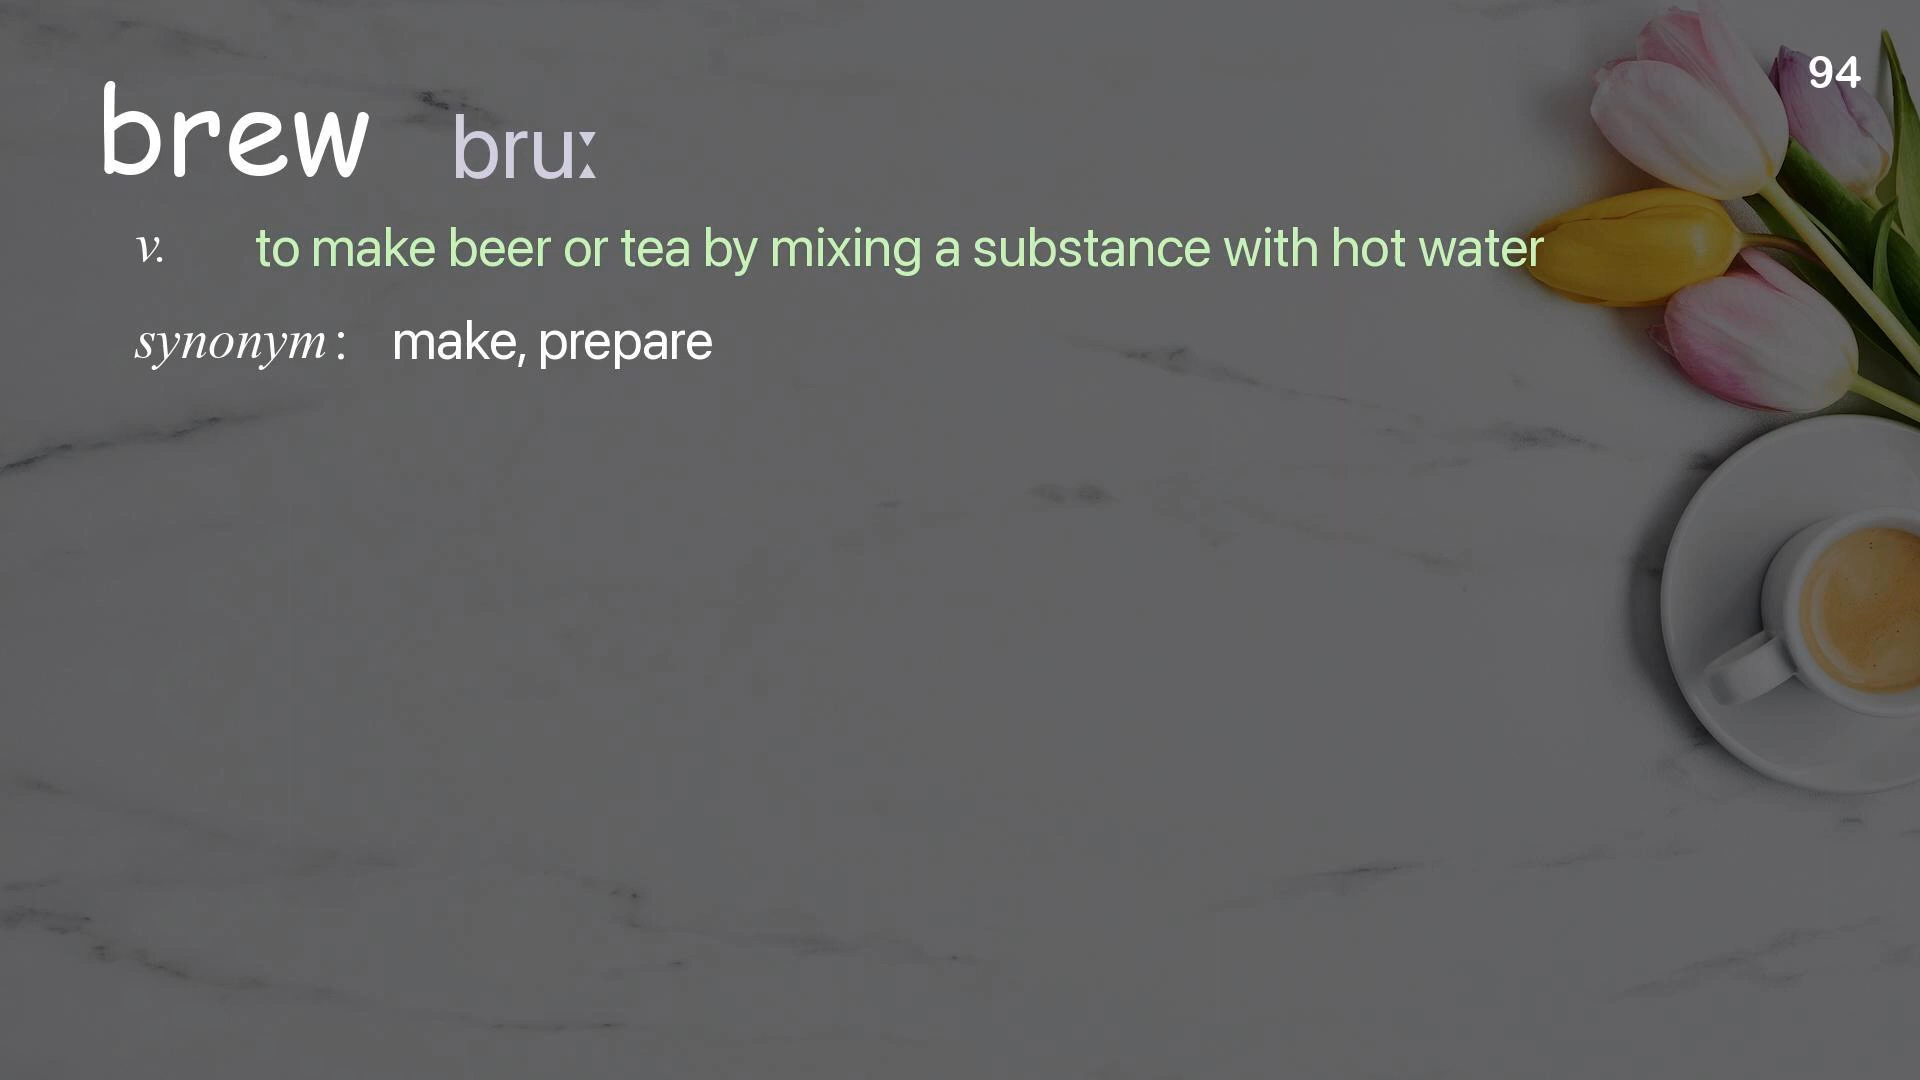 94
brew bruː
v. to make beer or tea by mixing a substance with hot water
synonym: make, prepare